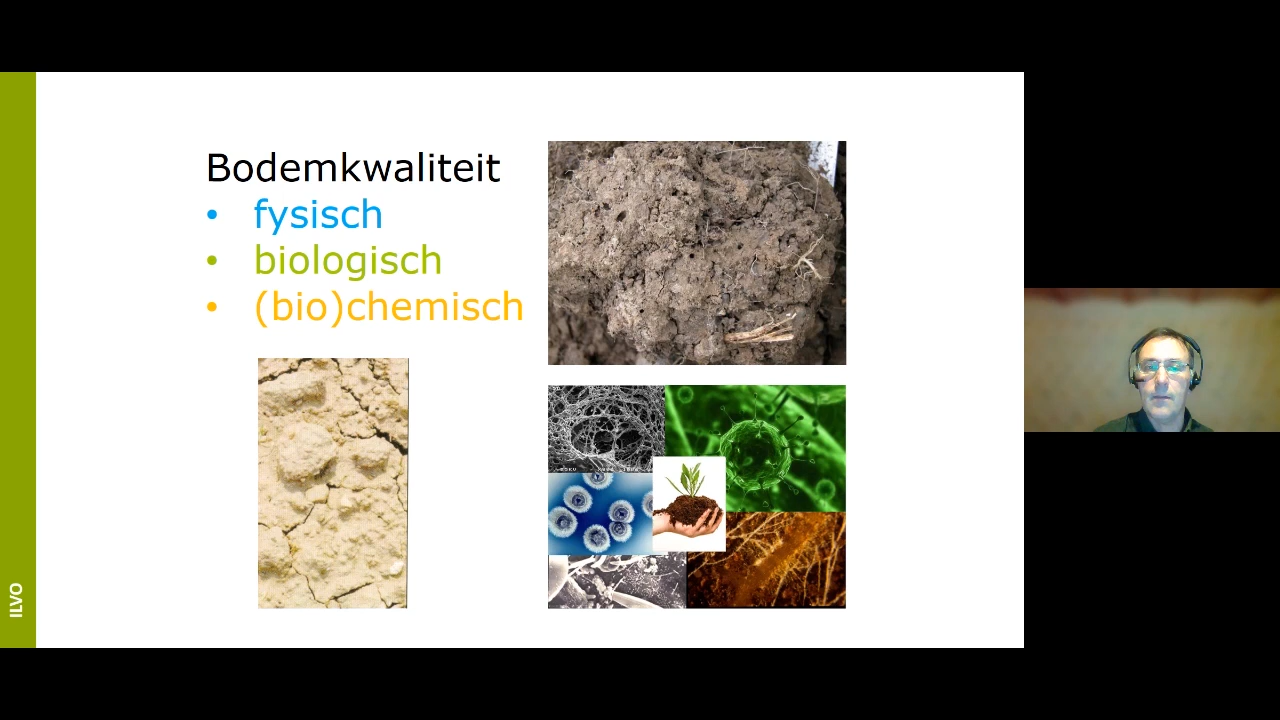 Bodemkwaliteit
• fysisch
• biologisch
• (bio)chemisch
ILVO